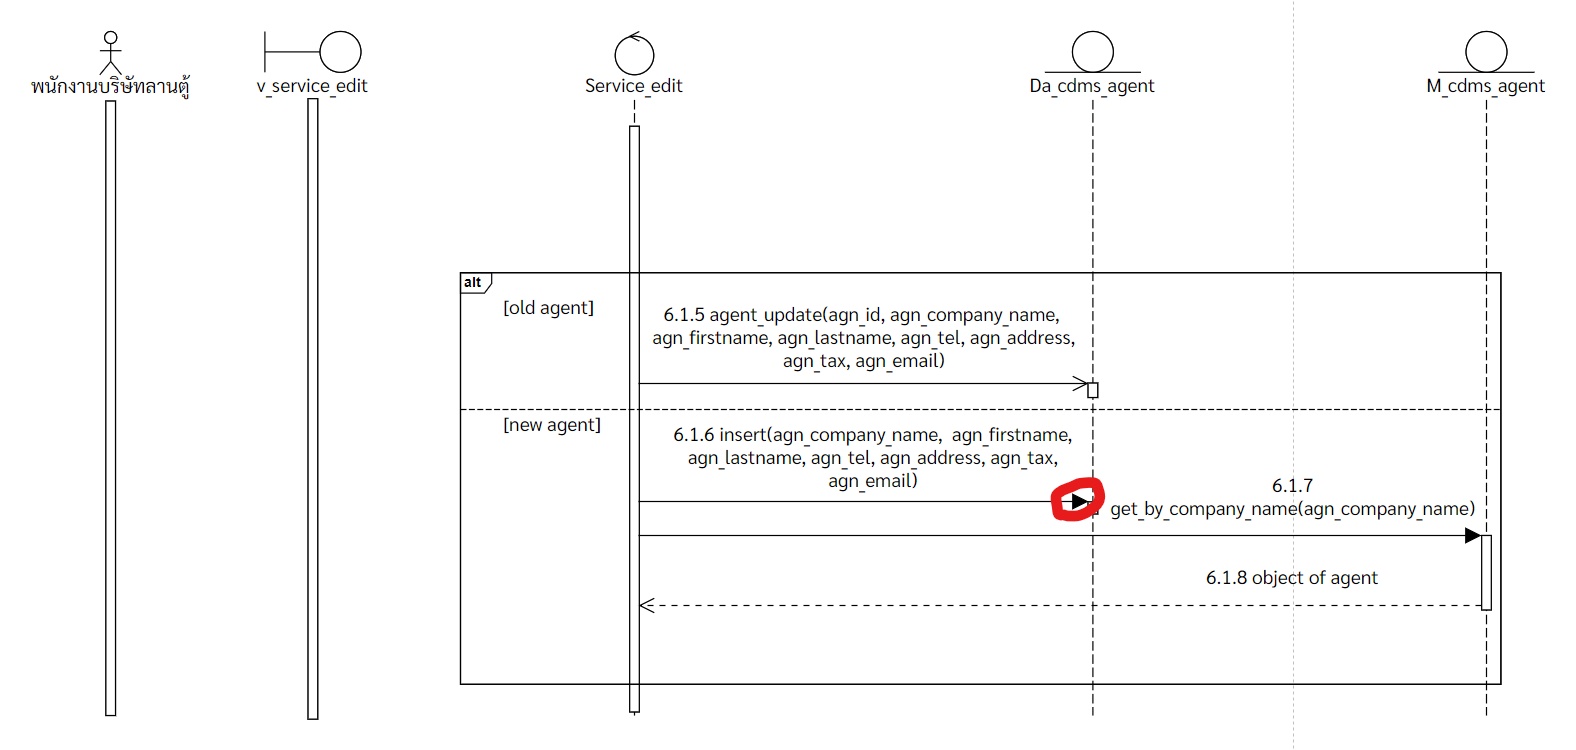 พนักงานบริษัทลานตู้
v_service_edit
Service_edit
Da_cdms_agent
M_cdms_agent
alt
[old agent]
6.1.5 agent_update(agn_id, agn_company_name,
agn_firstname, agn_lastname, agn_tel, agn_address,
agn_tax, agn_email)
[new agent]
6.1.6 insert(agn_company_name,  agn_firstname,
agn_lastname, agn_tel, agn_address, agn_tax,
agn_email)
6.1.7
get_by_company_name(agn_company_name)
6.1.8 object of agent